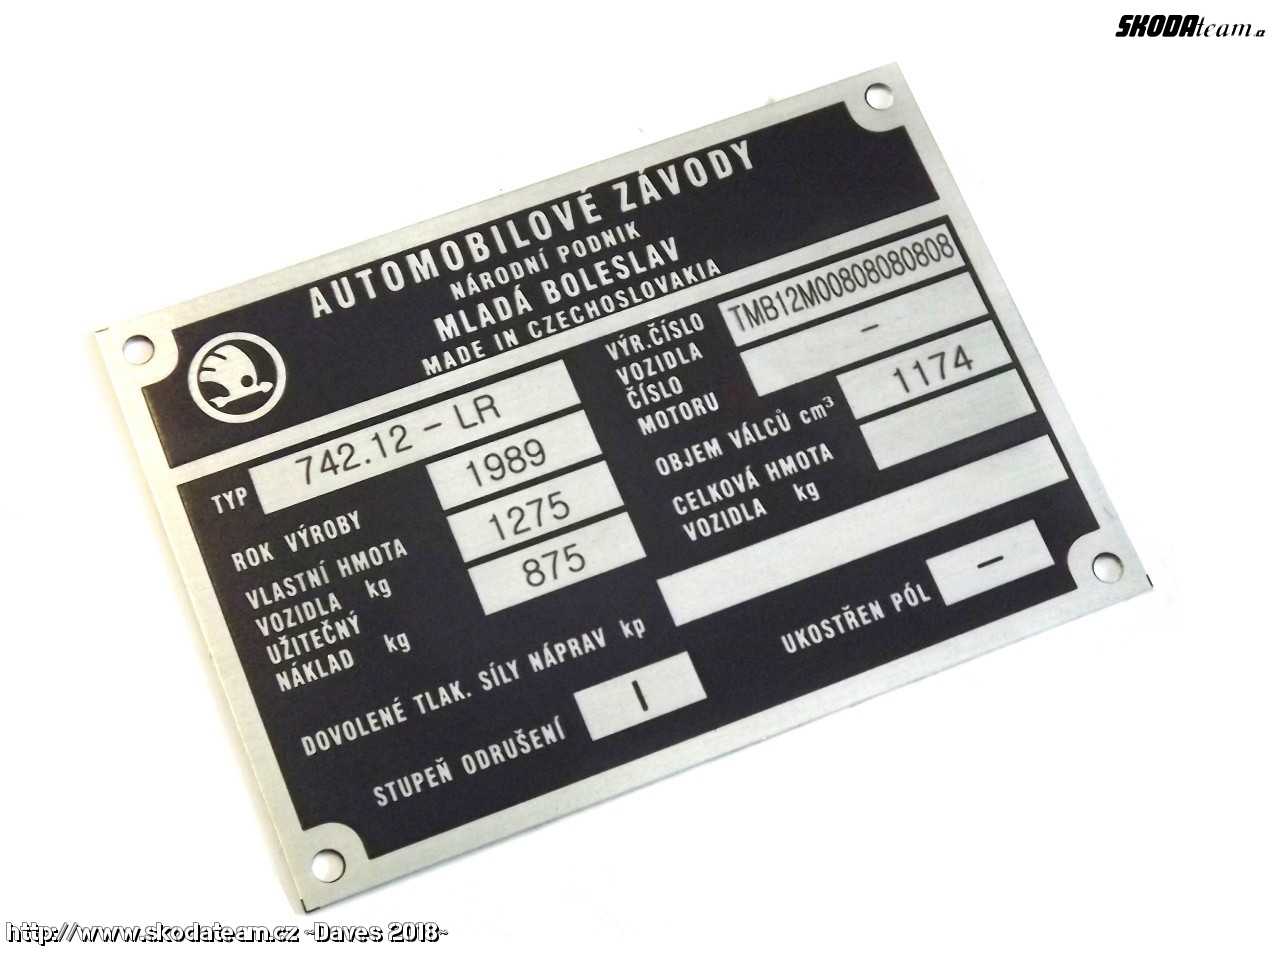 SKODAteam.cz
AUTOMOBILOVÉ ZÁVODY
NÁRODNÍ PODNIK
MLADÁ BOLESLAV
MADE IN CZECHOSLOVAKIA
TYP 742.12 - LR
ROK VÝROBY 1989
VLASTNÍ HMOTA
VOZIDLA kg 1275
UŽITEČNÝ
NÁKLAD kg 875
VÝR.ČÍSLO
VOZIDLA TMB12M00808080808
ČÍSLO
MOTORU -
OBJEM VÁLCŮ cm³ 1174
CELKOVÁ HMOTA
VOZIDLA kg
DOVOLENÉ TLAK. SÍLY NÁPRAV kp
STUPEŇ ODRUŠENÍ I
UKOSTŘEN PÓL -
http://www.skodateam.cz ~Daves 2018~